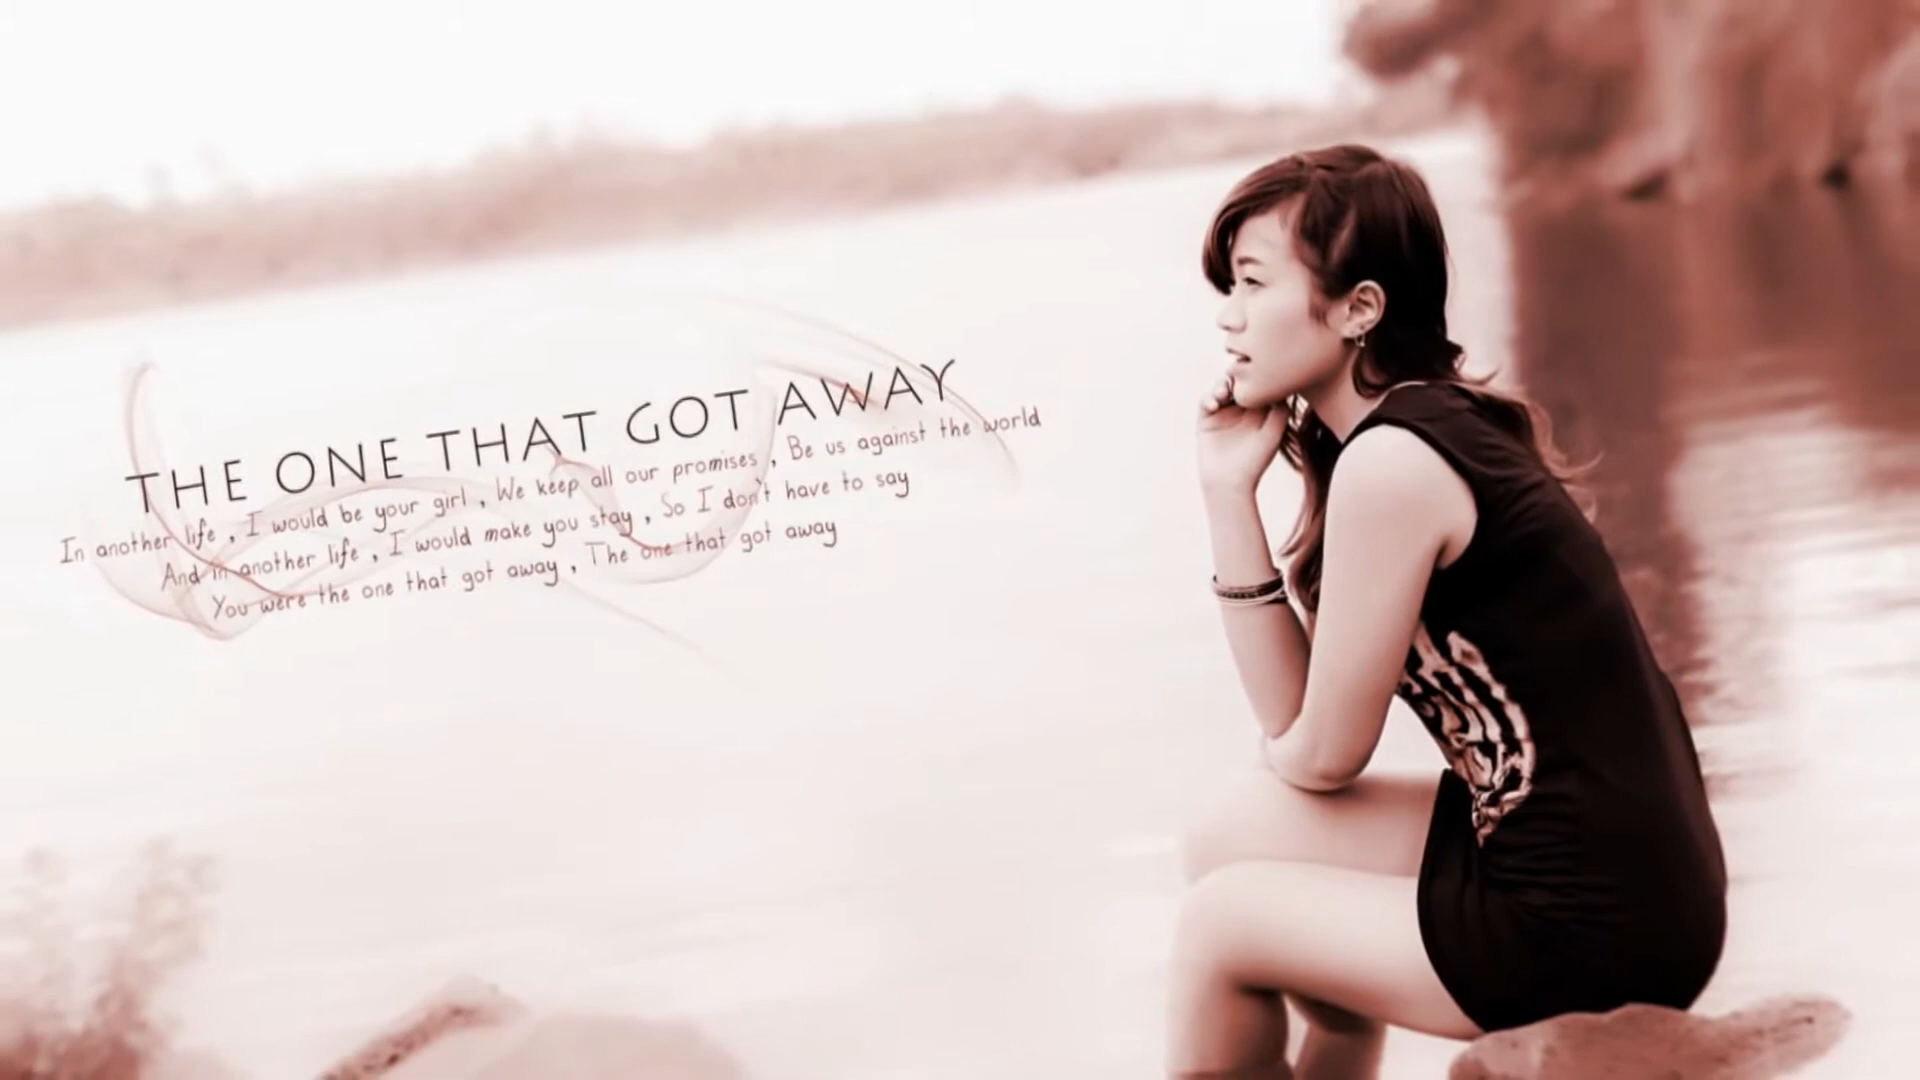 THE ONE THAT GOT AWAY
In another life , I would be your girl , We keep all our promises , Be us against the world
And in another life , I would make you stay , So I don't have to say
You were the one that got away , The one that got away